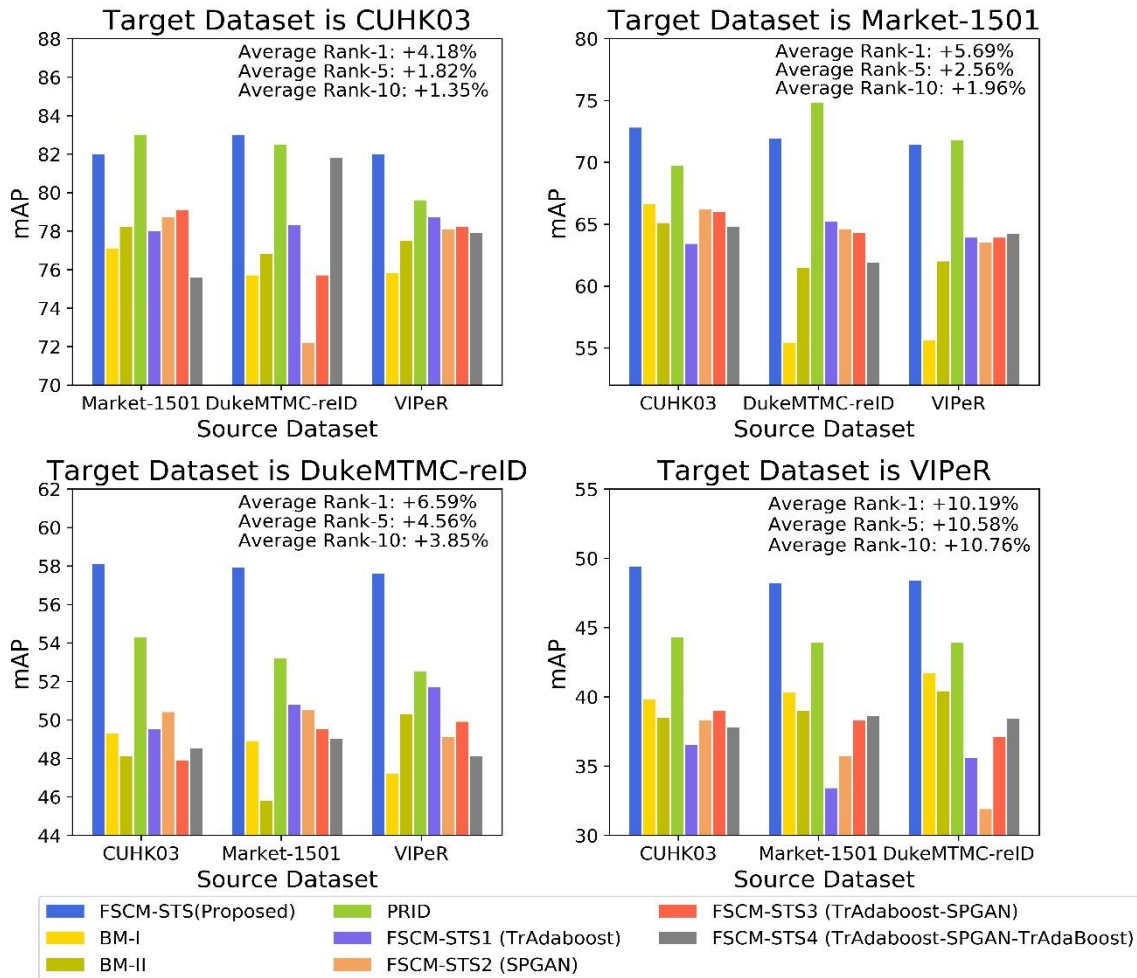 Target Dataset is CUHK03
Average Rank-1: +4.18%
Average Rank-5: +1.82%
Average Rank-10: +1.35%
mAP
88
86
84
82
80
78
76
74
72
70
Market-1501 DukeMTMC-reID VIPeR
Source Dataset
Target Dataset is Market-1501
Average Rank-1: +5.69%
Average Rank-5: +2.56%
Average Rank-10: +1.96%
mAP
80
75
70
65
60
55
CUHK03 DukeMTMC-reID VIPeR
Source Dataset
Target Dataset is DukeMTMC-reID
Average Rank-1: +6.59%
Average Rank-5: +4.56%
Average Rank-10: +3.85%
mAP
62
60
58
56
54
52
50
48
46
44
CUHK03 Market-1501 VIPeR
Source Dataset
Target Dataset is VIPeR
Average Rank-1: +10.19%
Average Rank-5: +10.58%
Average Rank-10: +10.76%
mAP
55
50
45
40
35
30
CUHK03 Market-1501 DukeMTMC-reID
Source Dataset
FSCM-STS(Proposed)
BM-I
BM-II
PRID
FSCM-STS1 (TrAdaboost)
FSCM-STS2 (SPGAN)
FSCM-STS3 (TrAdaboost-SPGAN)
FSCM-STS4 (TrAdaboost-SPGAN-TrAdaBoost)